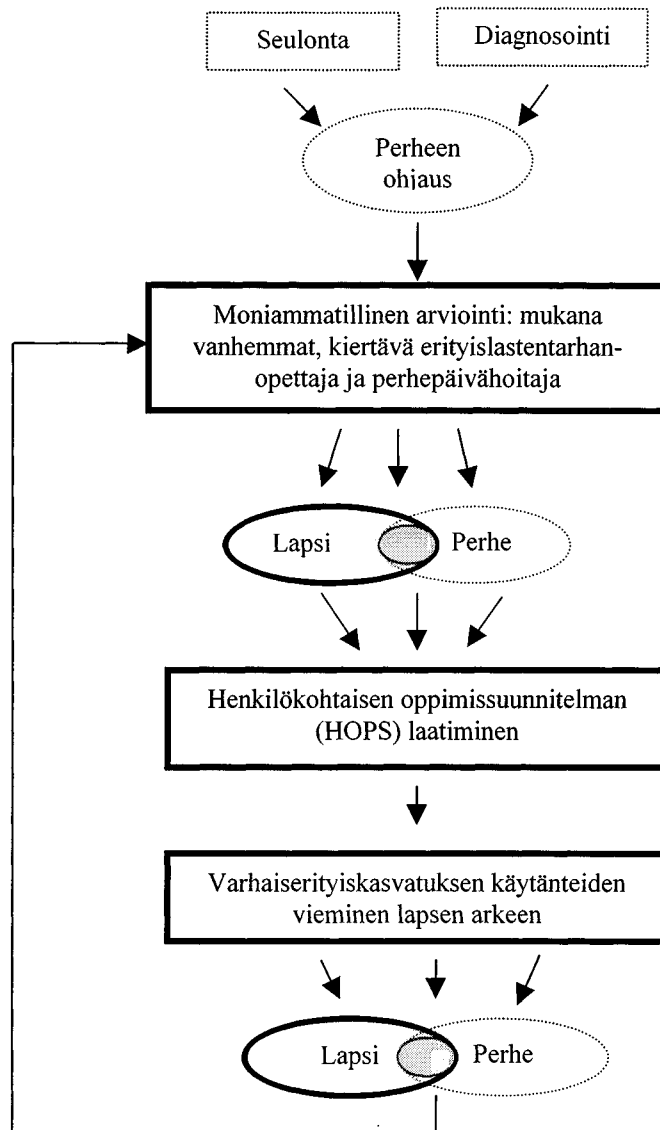 Seulonta
Diagnosointi
Perheen
ohjaus
Moniammatillinen arviointi: mukana
vanhemmat, kiertävä erityislastentarhan-
opettaja ja perhepäivähoitaja
Lapsi
Perhe
Henkilökohtaisen oppimissuunnitelman
(HOPS) laatiminen
Varhaiserityiskasvatuksen käytänteiden
vieminen lapsen arkeen
Lapsi
Perhe